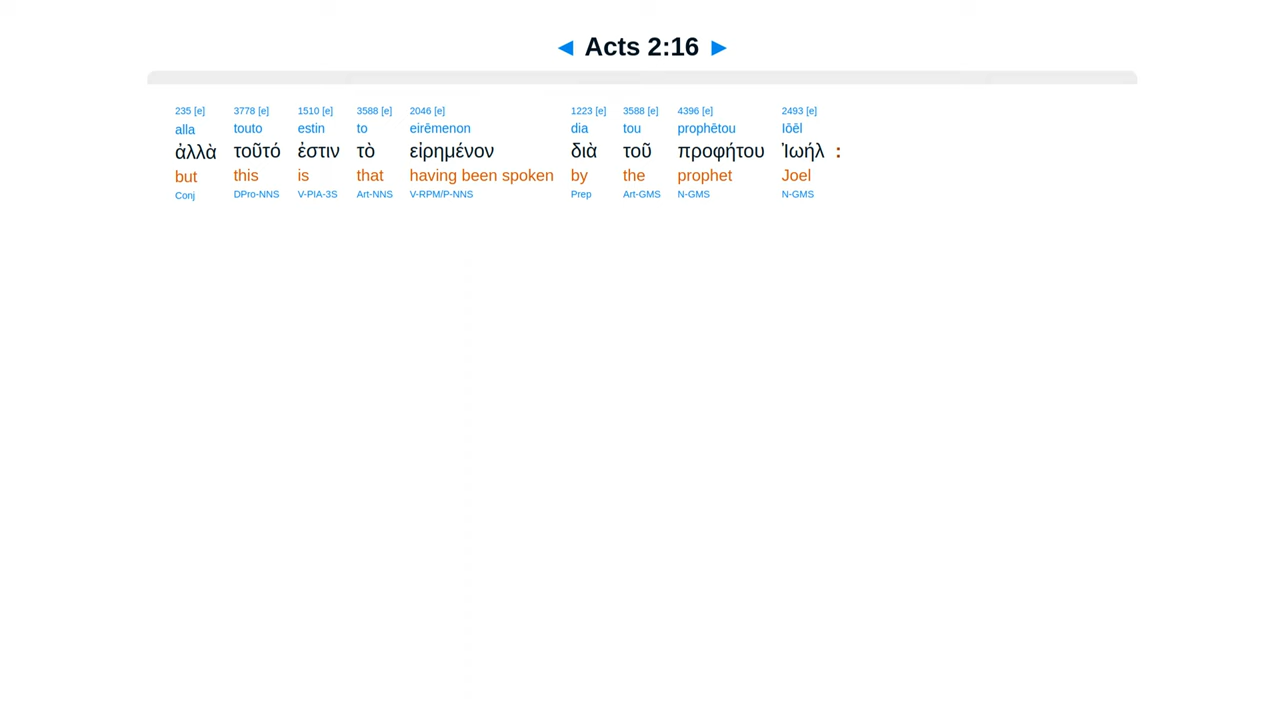 ◄ Acts 2:16 ►
235 [e] 3778 [e] 1510 [e] 3588 [e] 2046 [e] 1223 [e] 3588 [e] 4396 [e] 2493 [e]
alla touto estin to eirēmenon dia tou prophētou Iōēl
ἀλλὰ τοῦτό ἐστιν τὸ εἰρημένον διὰ τοῦ προφήτου Ἰωήλ :
but this is that having been spoken by the prophet Joel
Conj DPro-NNS V-PIA-3S Art-NNS V-RPM/P-NNS Prep Art-GMS N-GMS N-GMS